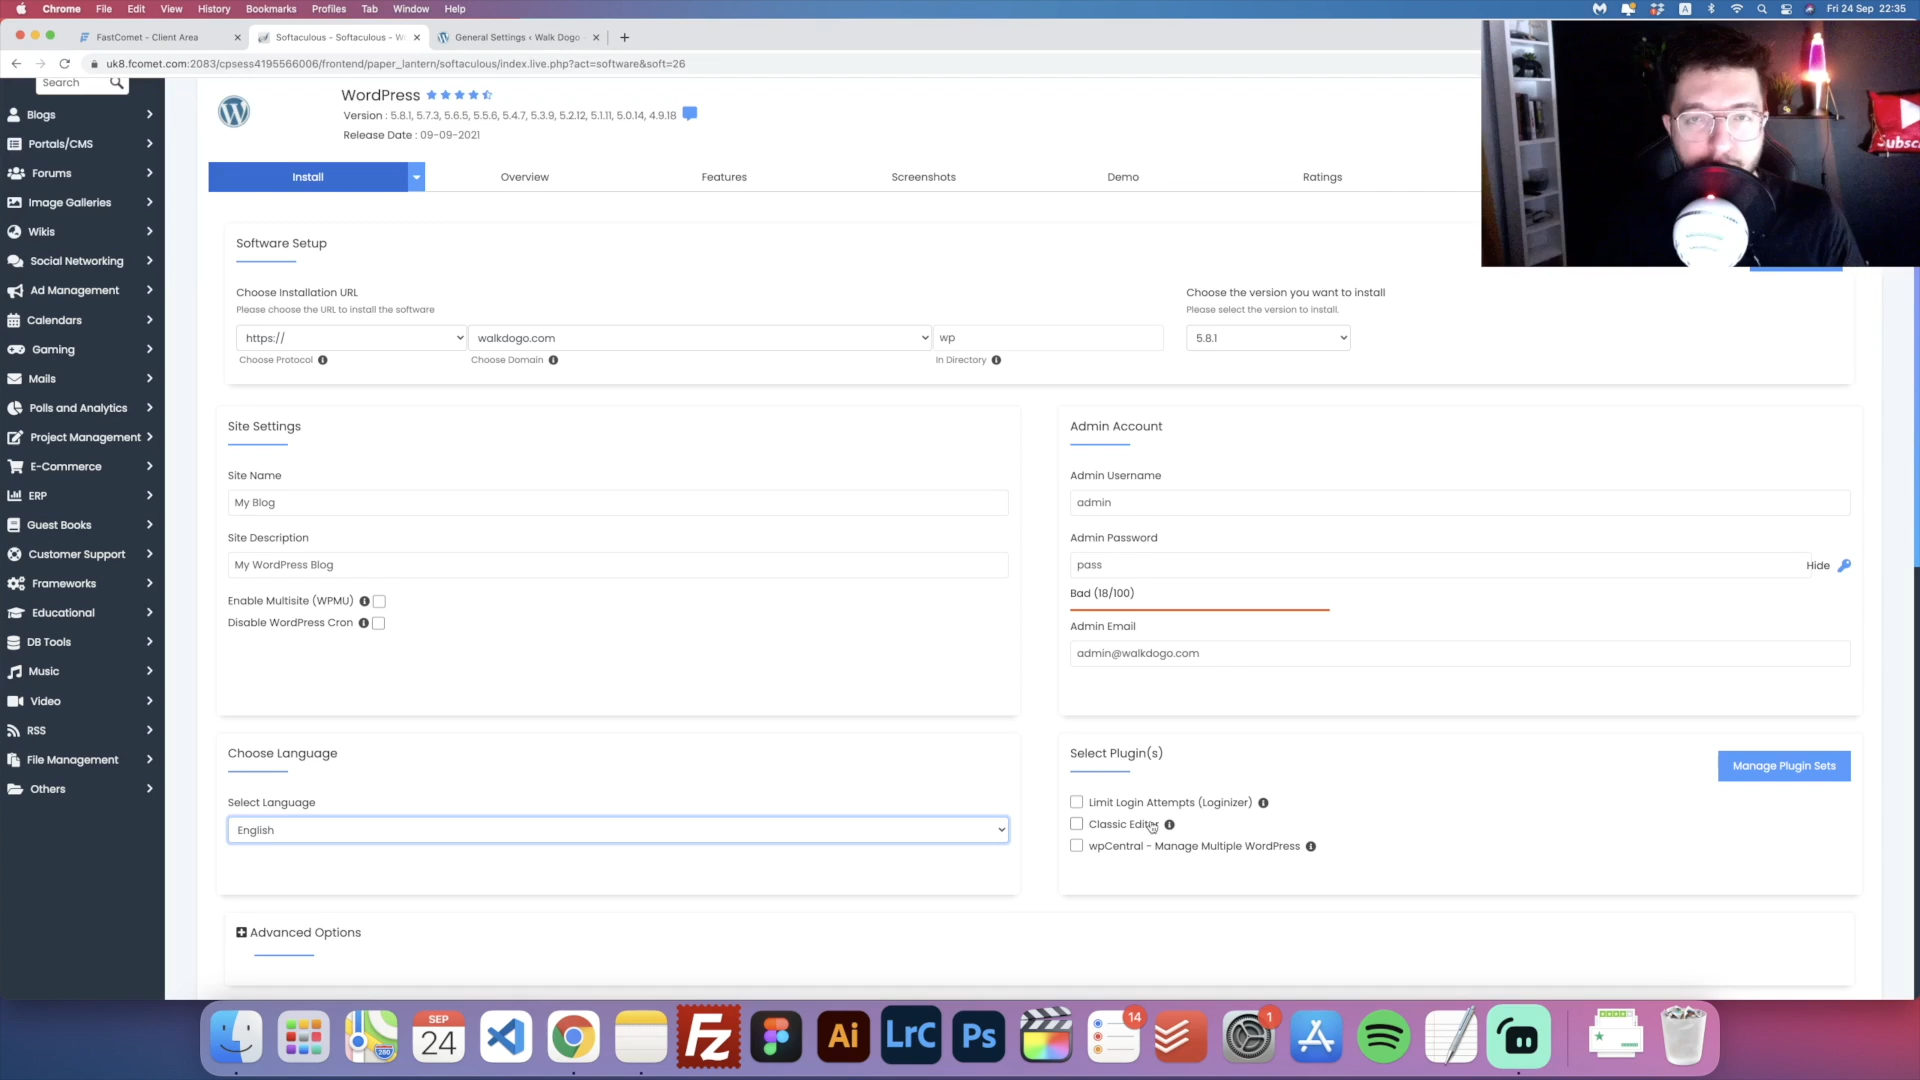 Chrome File Edit View History Bookmarks Profiles Tab Window Help Fri 24 Sep 22:35
FastComet - Client Area
Softaculous - Softaculous - W
General Settings ‹ Walk Dogo
uk8.fcomet.com:2083/cpsess4195566006/frontend/paper_lantern/softaculous/index.live.php?act=software&soft=26
Search
Blogs
Portals/CMS
Forums
Image Galleries
Wikis
Social Networking
Ad Management
Calendars
Gaming
Mails
Polls and Analytics
Project Management
E-Commerce
ERP
Guest Books
Customer Support
Frameworks
Educational
DB Tools
Music
Video
RSS
File Management
Others
WordPress
Version : 5.8.1, 5.7.3, 5.6.5, 5.5.6, 5.4.7, 5.3.9, 5.2.12, 5.1.11, 5.0.14, 4.9.18
Release Date : 09-09-2021
Install
Overview
Features
Screenshots
Demo
Ratings
Software Setup
Choose Installation URL
Please choose the URL to install the software
https://
walkdogo.com
wp
Choose Protocol
Choose Domain
In Directory
Choose the version you want to install
Please select the version to install.
5.8.1
Site Settings
Site Name
My Blog
Site Description
My WordPress Blog
Enable Multisite (WPMU)
Disable WordPress Cron
Admin Account
Admin Username
admin
Admin Password
pass
Hide
Bad (18/100)
Admin Email
admin@walkdogo.com
Choose Language
Select Language
English
Select Plugin(s)
Manage Plugin Sets
Limit Login Attempts (Loginizer)
Classic Editor
wpCentral - Manage Multiple WordPress
Advanced Options
Subsc
SEP
24
280
Fz
Ai
LrC
Ps
14
1